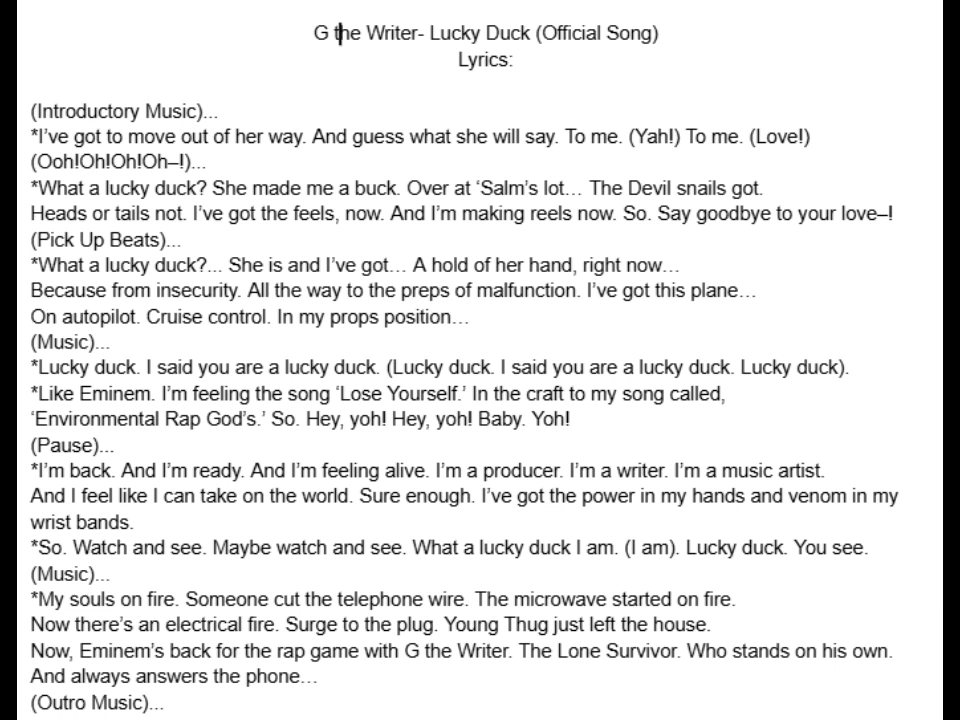 G the Writer- Lucky Duck (Official Song)
Lyrics:
(Introductory Music)...
*I've got to move out of her way. And guess what she will say. To me. (Yah!) To me. (Love!)
(Ooh!Oh!Oh!Oh–!)...
*What a lucky duck? She made me a buck. Over at ‘Salm’s lot… The Devil snails got.
Heads or tails not. I’ve got the feels, now. And I’m making reels now. So. Say goodbye to your love–!
(Pick Up Beats)...
*What a lucky duck?... She is and I’ve got… A hold of her hand, right now…
Because from insecurity. All the way to the preps of malfunction. I’ve got this plane…
On autopilot. Cruise control. In my props position…
(Music)...
*Lucky duck. I said you are a lucky duck. (Lucky duck. I said you are a lucky duck. Lucky duck).
*Like Eminem. I’m feeling the song ‘Lose Yourself.’ In the craft to my song called,
‘Environmental Rap God’s.’ So. Hey, yoh! Hey, yoh! Baby. Yoh!
(Pause)...
*I’m back. And I’m ready. And I’m feeling alive. I’m a producer. I’m a writer. I’m a music artist.
And I feel like I can take on the world. Sure enough. I’ve got the power in my hands and venom in my
wrist bands.
*So. Watch and see. Maybe watch and see. What a lucky duck I am. (I am). Lucky duck. You see.
(Music)...
*My souls on fire. Someone cut the telephone wire. The microwave started on fire.
Now there’s an electrical fire. Surge to the plug. Young Thug just left the house.
Now, Eminem’s back for the rap game with G the Writer. The Lone Survivor. Who stands on his own.
And always answers the phone…
(Outro Music)...